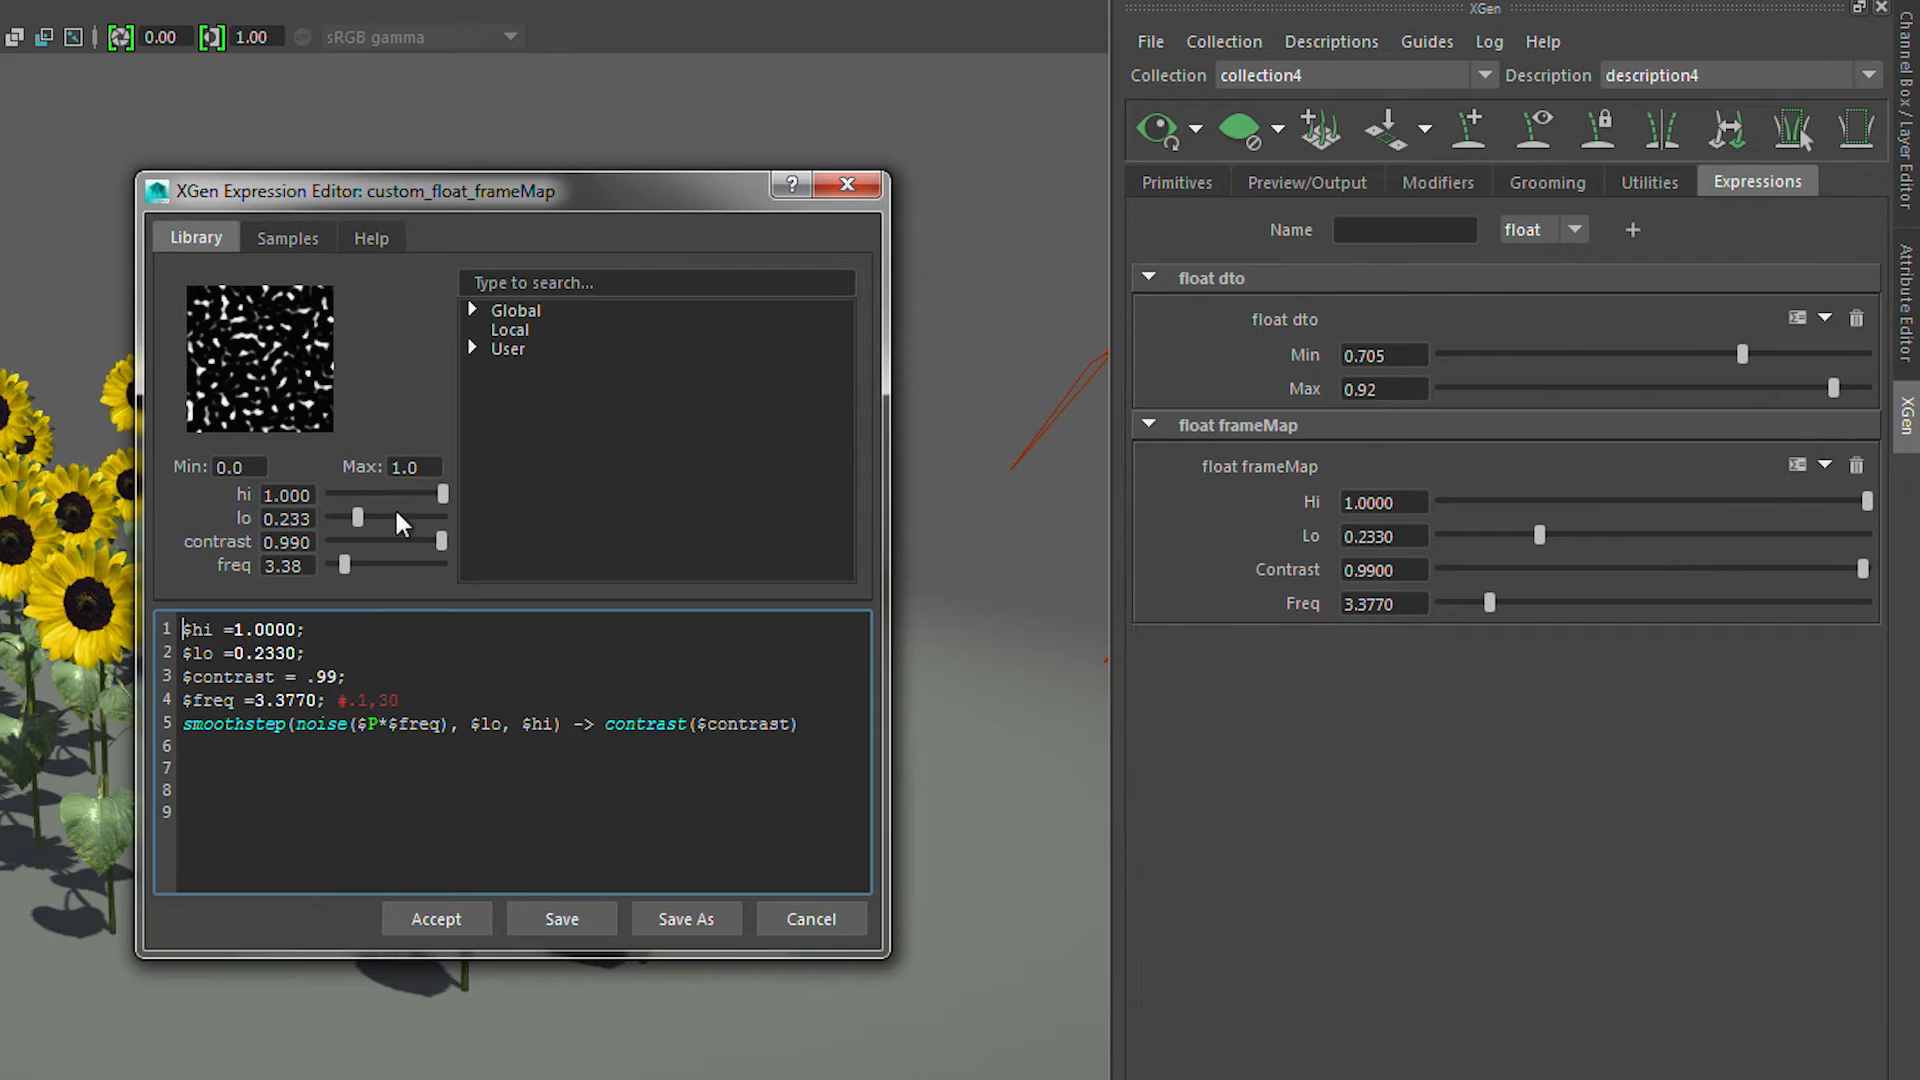 0.00 1.00 sRGB gamma
XGen
File Collection Descriptions Guides Log Help
Collection collection4 Description description4
Primitives Preview/Output Modifiers Grooming Utilities Expressions
Name float +
float dto
float dto
Min 0.705
Max 0.92
float frameMap
float frameMap
Hi 1.0000
Lo 0.2330
Contrast 0.9900
Freq 3.3770
Channel Box / Layer Editor
Attribute Editor
XGen
XGen Expression Editor: custom_float_frameMap
?
Library Samples Help
Type to search...
Global
Local
User
Min: 0.0 Max: 1.0
hi 1.000
lo 0.233
contrast 0.990
freq 3.38
1 $hi =1.0000;
2 $lo =0.2330;
3 $contrast = .99;
4 $freq =3.3770; #.1,30
5 smoothstep(noise($P*$freq), $lo, $hi) -> contrast($contrast)
6
7
8
9
Accept Save Save As Cancel